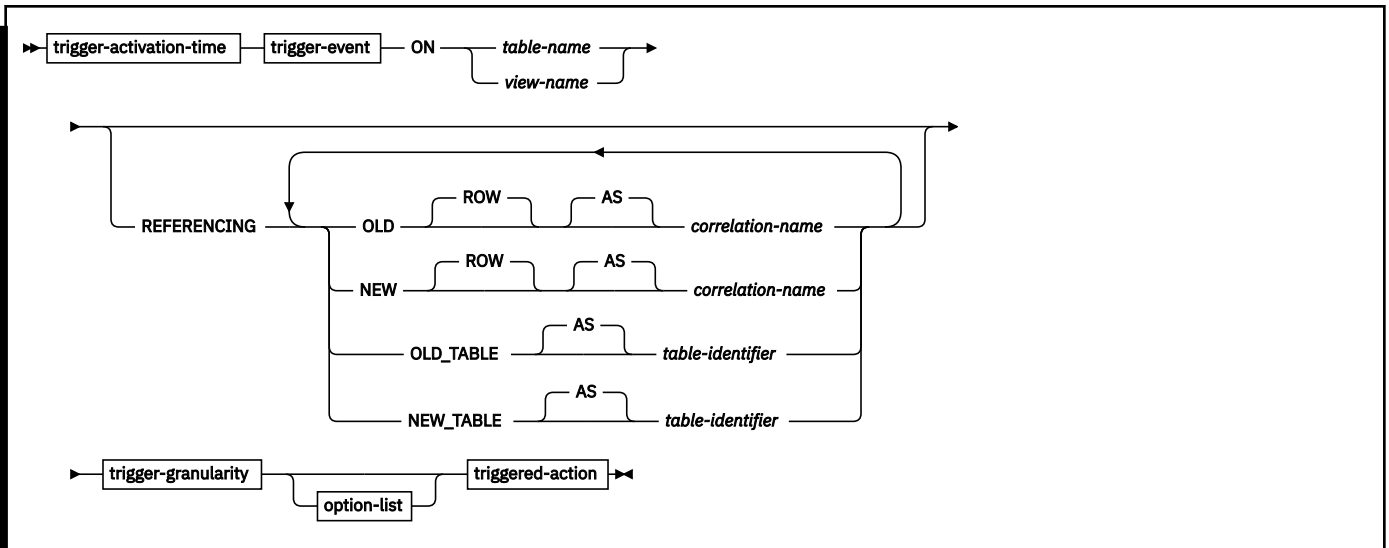 trigger-activation-time trigger-event ON table-name
view-name
ROW AS
REFERENCING OLD correlation-name
ROW AS
NEW correlation-name
AS
OLD_TABLE table-identifier
AS
NEW_TABLE table-identifier
trigger-granularity triggered-action
option-list